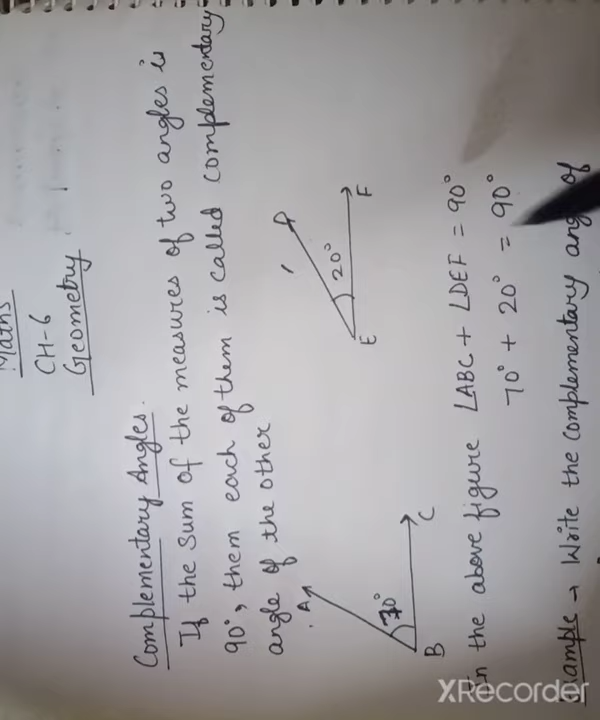 Maths
CH-6
Geometry
Complementary Angles.
If the sum of the measures of two angles is
90°, them each of them is called complementary
angle of the other
A
70°
B
C
D
20°
E
F
In the above figure ∠ABC + ∠DEF = 90°
70° + 20° = 90°
Example → Write the complementary angle of
XRecorder